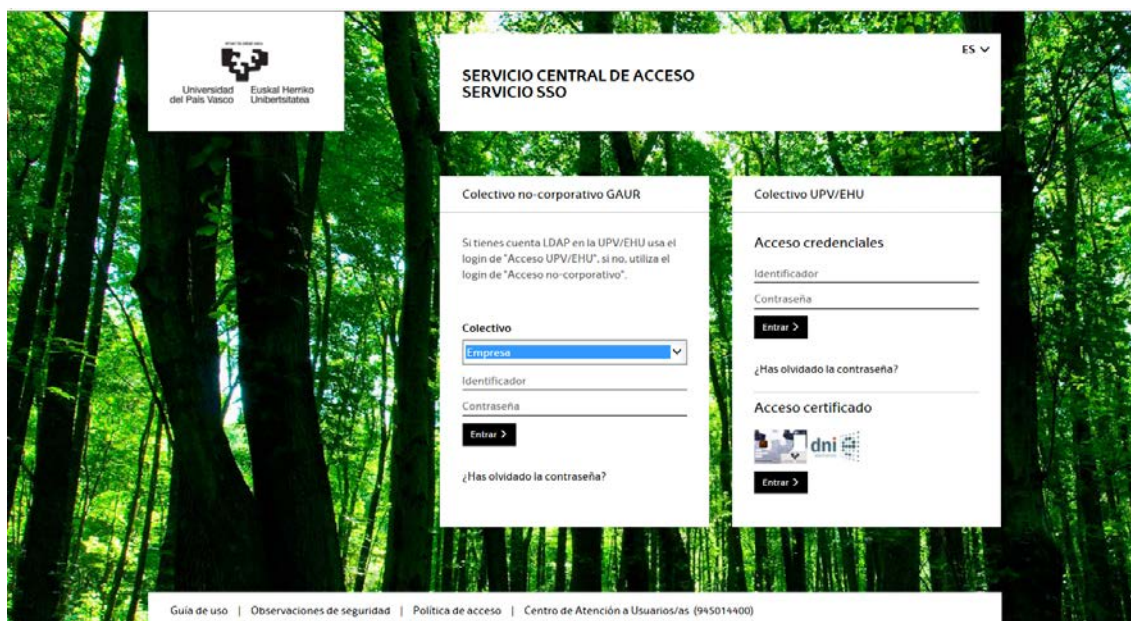 Universidad
del País Vasco
Euskal Herriko
Unibertsitatea
ES
SERVICIO CENTRAL DE ACCESO
SERVICIO SSO
Colectivo no-corporativo GAUR
Si tienes cuenta LDAP en la UPV/EHU usa el
login de "Acceso UPV/EHU", si no, utiliza el
login de "Acceso no-corporativo".
Colectivo
Empresa
Identificador
Contraseña
Entrar >
¿Has olvidado la contraseña?
Colectivo UPV/EHU
Acceso credenciales
Identificador
Contraseña
Entrar >
¿Has olvidado la contraseña?
Acceso certificado
dni
Entrar >
Guía de uso | Observaciones de seguridad | Política de acceso | Centro de Atención a Usuarios/as (945014400)